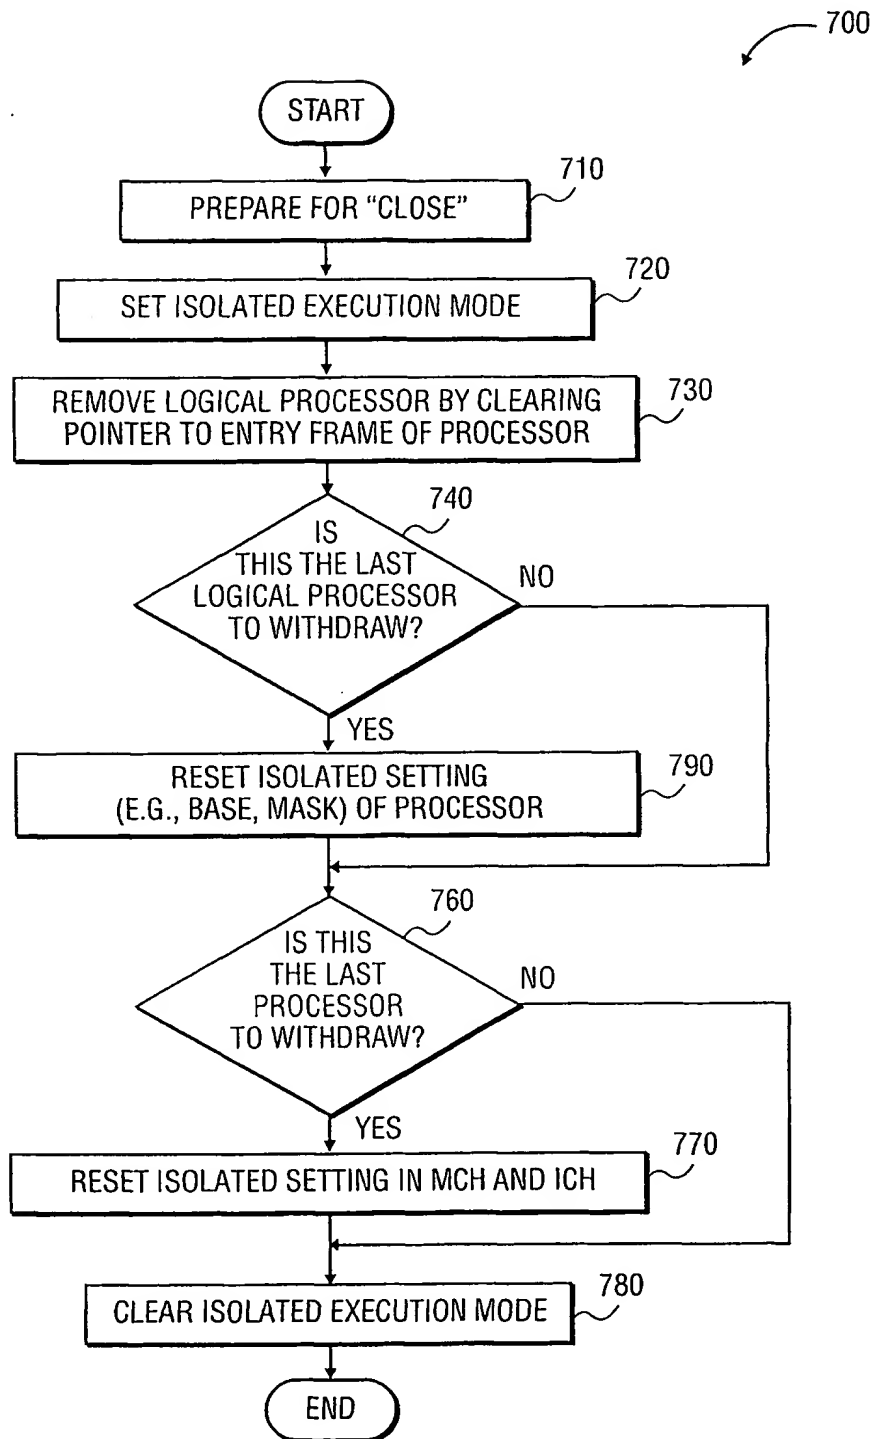 700
START
710
PREPARE FOR “CLOSE”
720
SET ISOLATED EXECUTION MODE
730
REMOVE LOGICAL PROCESSOR BY CLEARING
POINTER TO ENTRY FRAME OF PROCESSOR
740
IS
THIS THE LAST
LOGICAL PROCESSOR
TO WITHDRAW?
NO
YES
790
RESET ISOLATED SETTING
(E.G., BASE, MASK) OF PROCESSOR
760
IS THIS
THE LAST
PROCESSOR
TO WITHDRAW?
NO
YES
770
RESET ISOLATED SETTING IN MCH AND ICH
780
CLEAR ISOLATED EXECUTION MODE
END